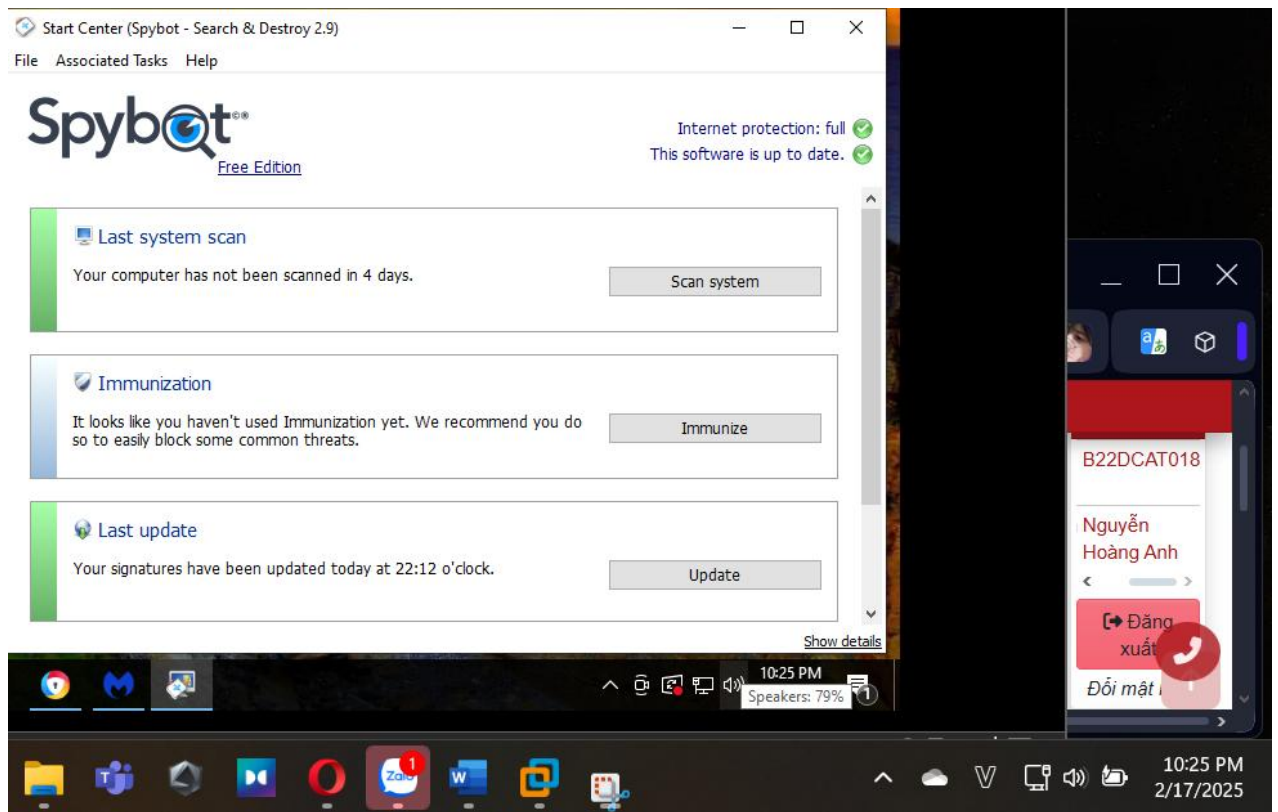 Start Center (Spybot - Search & Destroy 2.9)
File Associated Tasks Help
Spybot©®
Free Edition
Internet protection: full
This software is up to date.
Last system scan
Your computer has not been scanned in 4 days.
Scan system
Immunization
It looks like you haven't used Immunization yet. We recommend you do
so to easily block some common threats.
Immunize
Last update
Your signatures have been updated today at 22:12 o'clock.
Update
Show details
10:25 PM
Speakers: 79%
1
B22DCAT018
Nguyễn
Hoàng Anh
Đăng
xuất
Đổi mật
Zalo
1
W
V
10:25 PM
2/17/2025